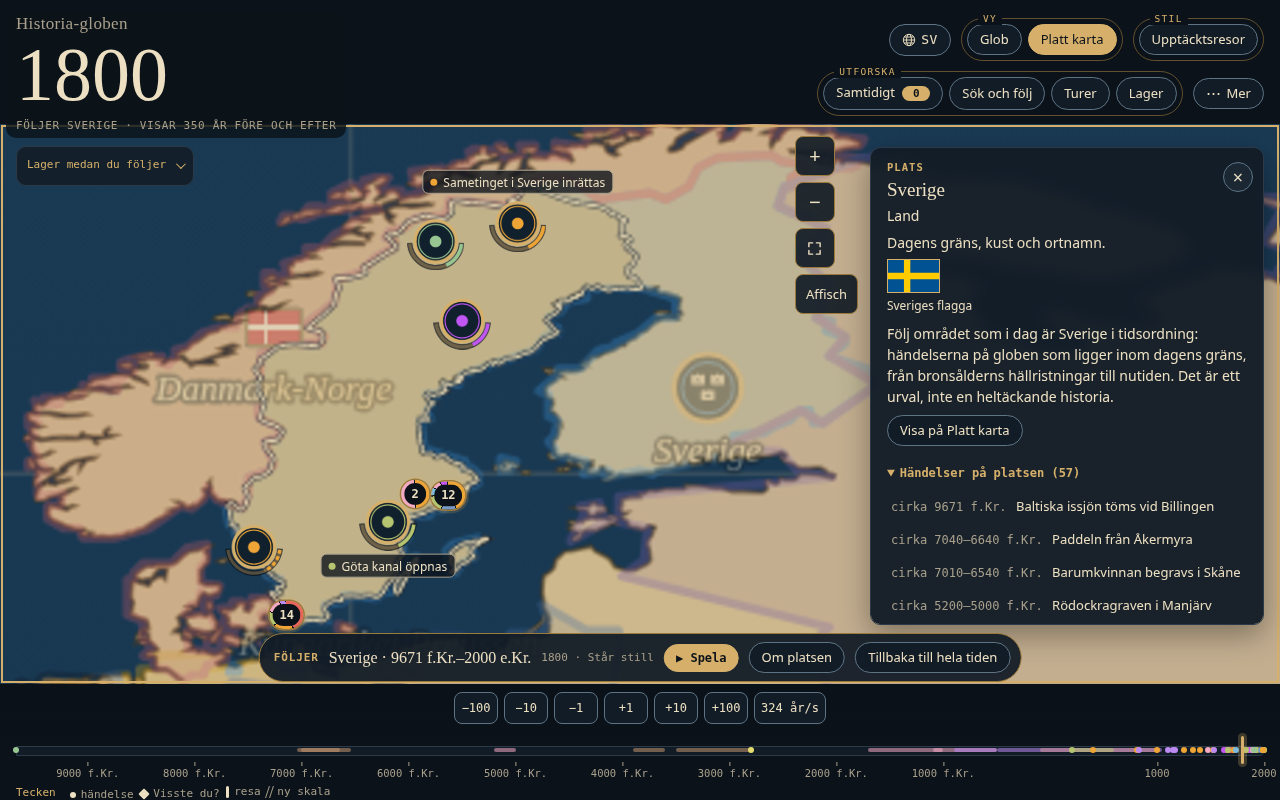 Historia-globen
1800
SV
VY
Glob
Platt karta
STIL
Upptäcktsresor
UTFORSKA
Samtidigt 0
Sök och följ
Turer
Lager
⋯ Mer
FÖLJER SVERIGE · VISAR 350 ÅR FÖRE OCH EFTER
Lager medan du följer
Sametinget i Sverige inrättas
Danmark-Norge
Sverige
2
12
Göta kanal öppnas
14
+
−
Affisch
PLATS
Sverige
×
Land
Dagens gräns, kust och ortnamn.
Sveriges flagga
Följ området som i dag är Sverige i tidsordning:
händelserna på globen som ligger inom dagens gräns,
från bronsålderns hällristningar till nutiden. Det är ett
urval, inte en heltäckande historia.
Visa på Platt karta
▼ Händelser på platsen (57)
cirka 9671 f.Kr. Baltiska issjön töms vid Billingen
cirka 7040–6640 f.Kr. Paddeln från Åkermyra
cirka 7010–6540 f.Kr. Barumkvinnan begravs i Skåne
cirka 5200–5000 f.Kr. Rödockragraven i Manjärv
FÖLJER Sverige · 9671 f.Kr.–2000 e.Kr. 1800 · Står still ▶ Spela Om platsen Tillbaka till hela tiden
−100 −10 −1 +1 +10 +100 324 år/s
9000 f.Kr. 8000 f.Kr. 7000 f.Kr. 6000 f.Kr. 5000 f.Kr. 4000 f.Kr. 3000 f.Kr. 2000 f.Kr. 1000 f.Kr. 1000 2000
Tecken händelse Visste du? resa // ny skala